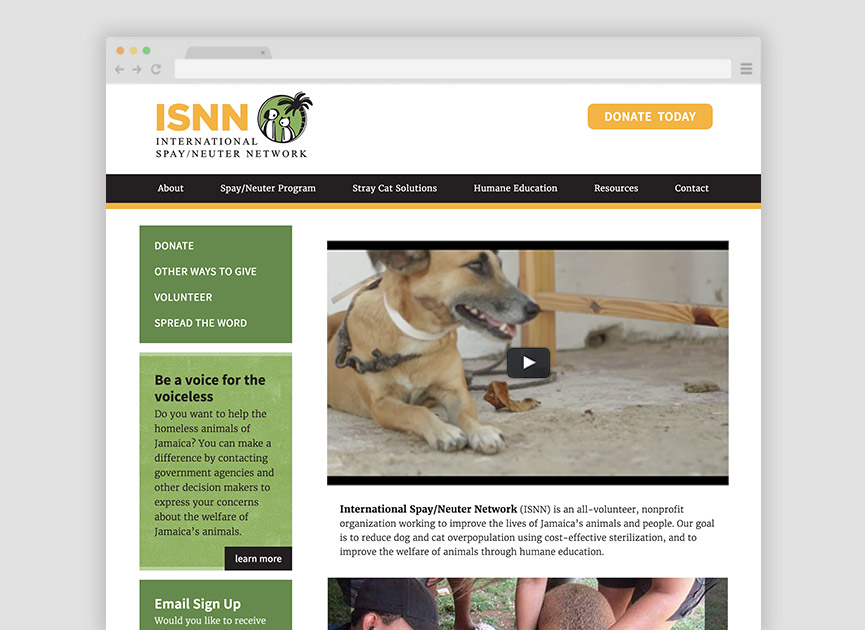 ISNN
INTERNATIONAL
SPAY/NEUTER NETWORK
DONATE TODAY
About Spay/Neuter Program Stray Cat Solutions Humane Education Resources Contact
DONATE
OTHER WAYS TO GIVE
VOLUNTEER
SPREAD THE WORD
Be a voice for the
voiceless
Do you want to help the
homeless animals of
Jamaica? You can make a
difference by contacting
government agencies and
other decision makers to
express your concerns
about the welfare of
Jamaica's animals.
learn more
Email Sign Up
Would you like to receive
International Spay/Neuter Network (ISNN) is an all-volunteer, nonprofit
organization working to improve the lives of Jamaica's animals and people. Our goal
is to reduce dog and cat overpopulation using cost-effective sterilization, and to
improve the welfare of animals through humane education.